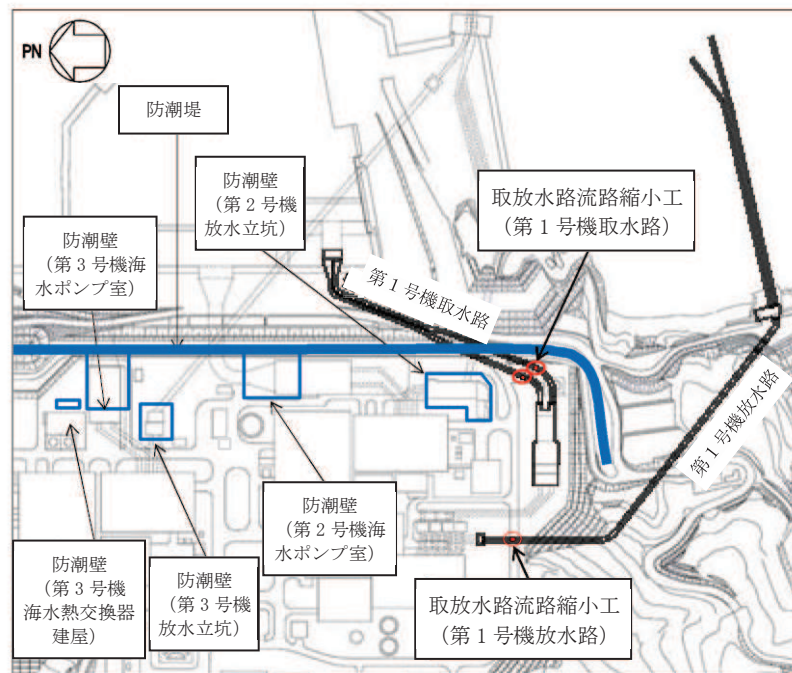 PN
防潮堤
防潮壁
(第2号機
放水立坑)
取放水路流路縮小工
(第1号機取水路)
防潮壁
(第3号機海
水ポンプ室)
第1号機取水路
第1号機放水路
防潮壁
(第2号機海
水ポンプ室)
防潮壁
(第3号機
海水熱交換器
建屋)
防潮壁
(第3号機
放水立坑)
取放水路流路縮小工
(第1号機放水路)